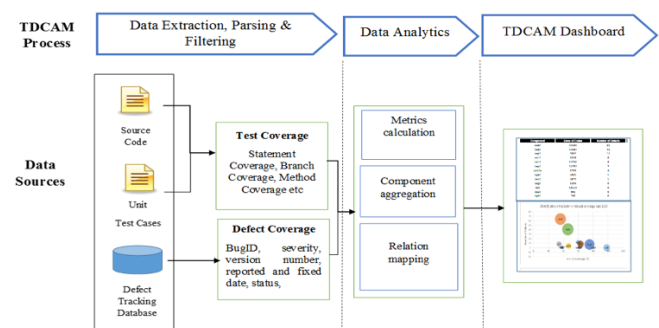 TDCAM
Process
Data Extraction, Parsing &
Filtering
Data Analytics
TDCAM Dashboard
Data
Sources
Source
Code
Unit
Test Cases
Defect
Tracking
Database
Test Coverage
Statement
Coverage, Branch
Coverage, Method
Coverage etc
Defect Coverage
BugID, severity,
version number,
reported and fixed
date, status,
Metrics
calculation
Component
aggregation
Relation
mapping